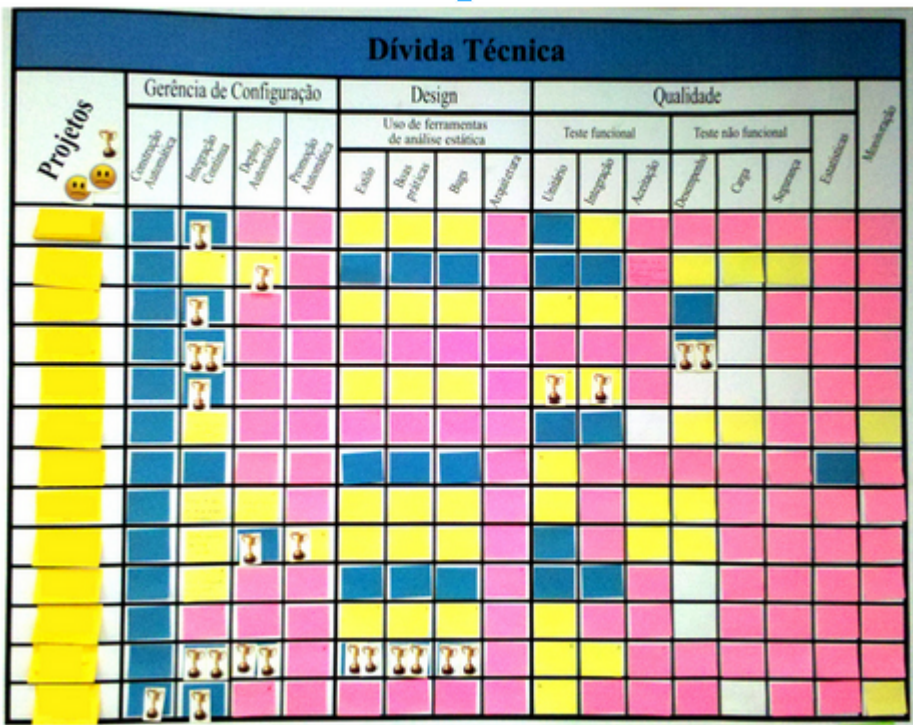 Dívida Técnica
Projetos
Gerência de Configuração
Design
Qualidade
Uso de ferramentas
de análise estática
Teste funcional
Teste não funcional
Construção
Automática
Integração
Contínua
Deploy
Automático
Promoção
Automática
Estilo
Boas
práticas
Bugs
Arquitetura
Unitário
Integração
Aceitação
Desempenho
Carga
Segurança
Estatísticas
Monitoração